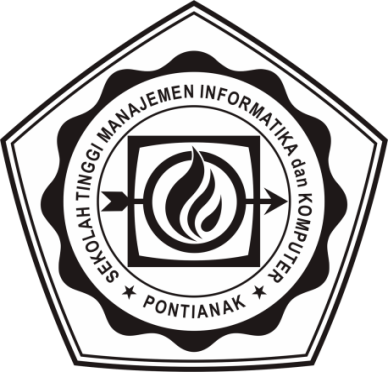 SEKOLAH TINGGI MANAJEMEN INFORMATIKA dan KOMPUTER
PONTIANAK